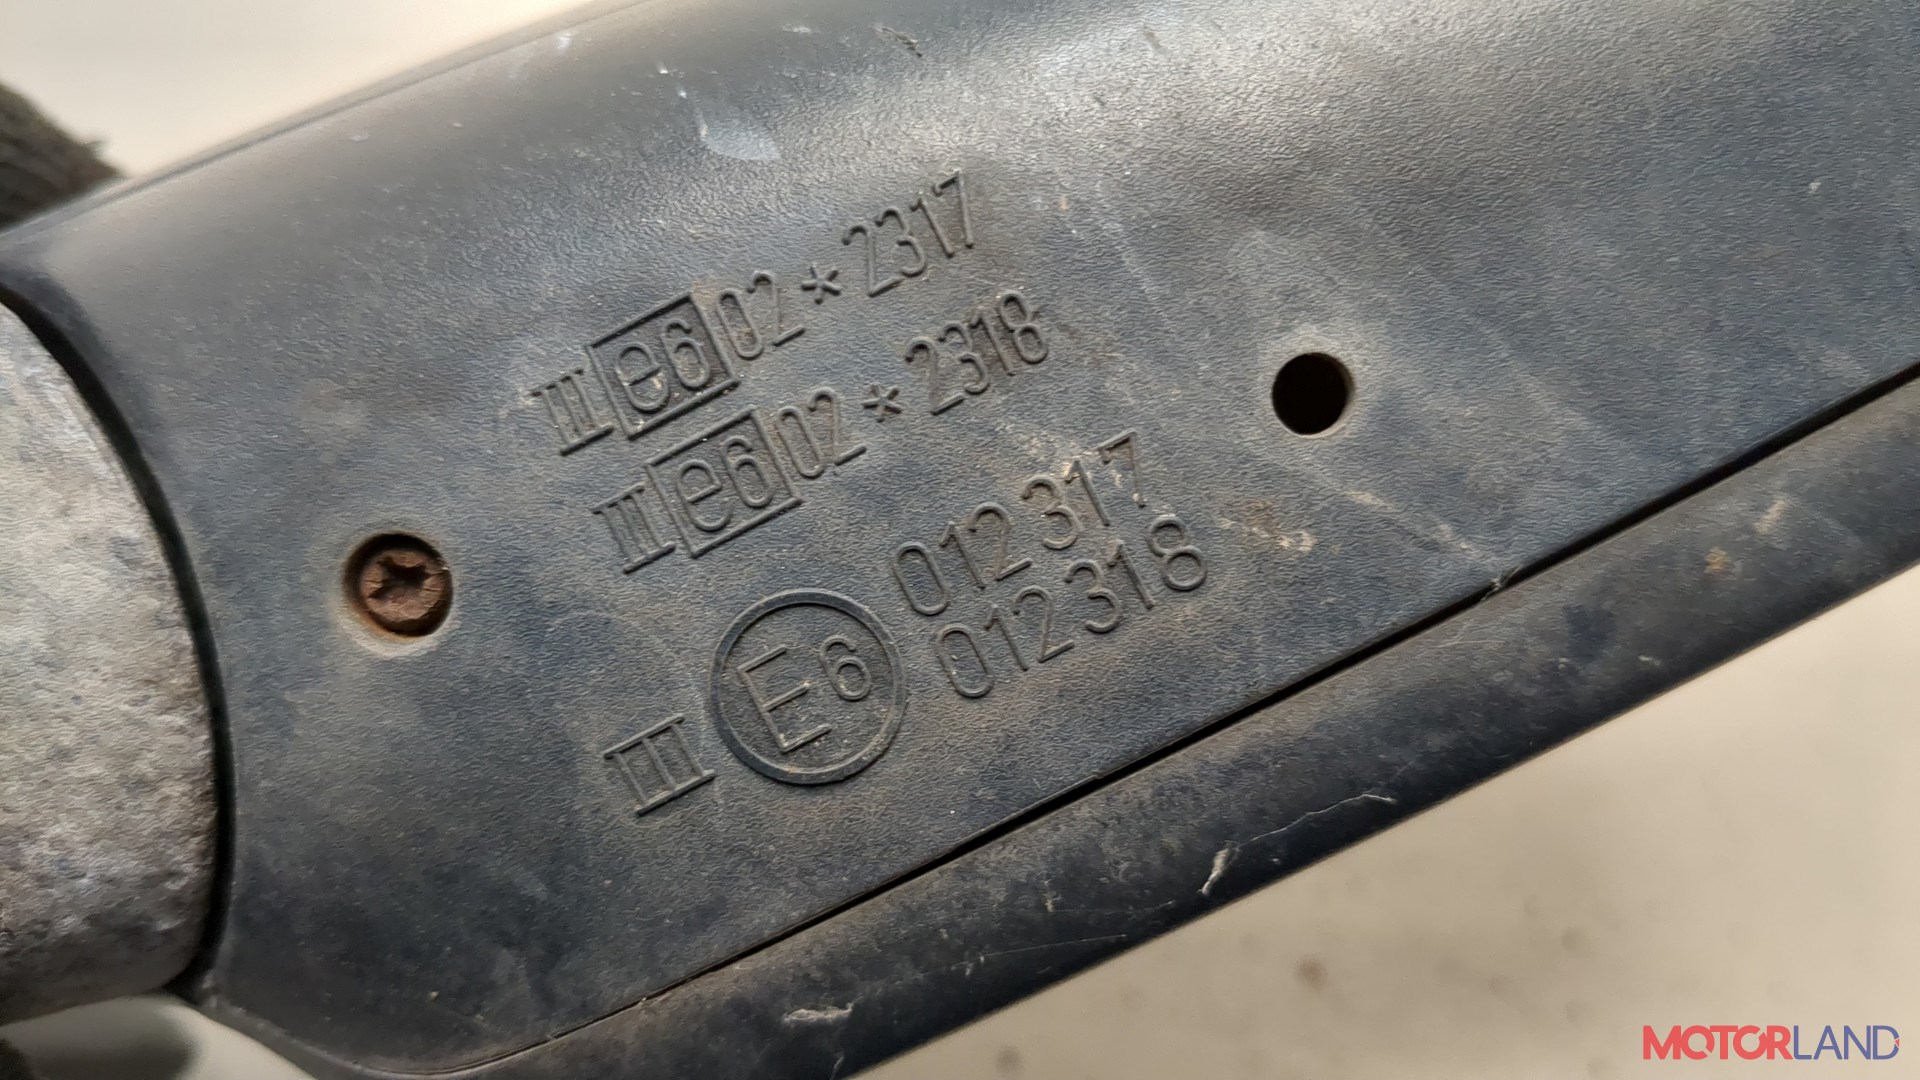 III e6 02*2317
III e6 02*2318
012317
III E6 012318
MOTORLAND